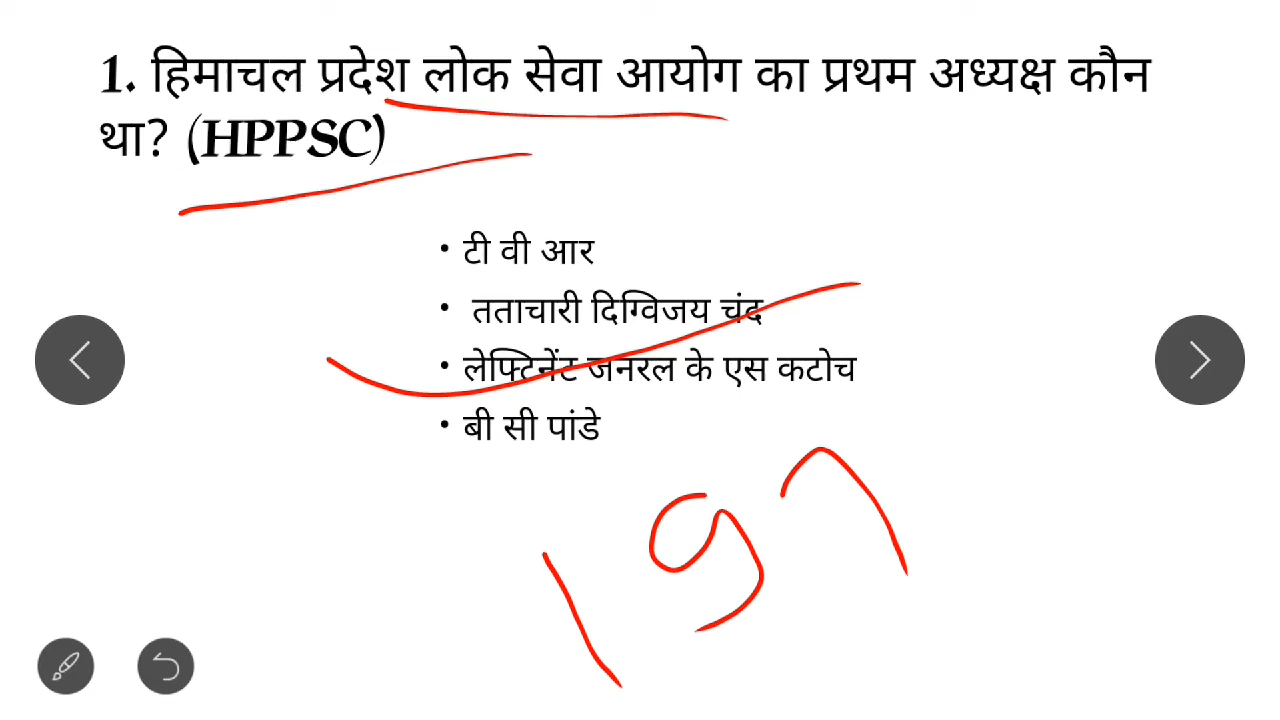 1. हिमाचल प्रदेश लोक सेवा आयोग का प्रथम अध्यक्ष कौन
था? (HPPSC)
• टी वी आर
• तताचारी दिग्विजय चंद
• लेफ्टिनेंट जनरल के एस कटोच
• बी सी पांडे
197